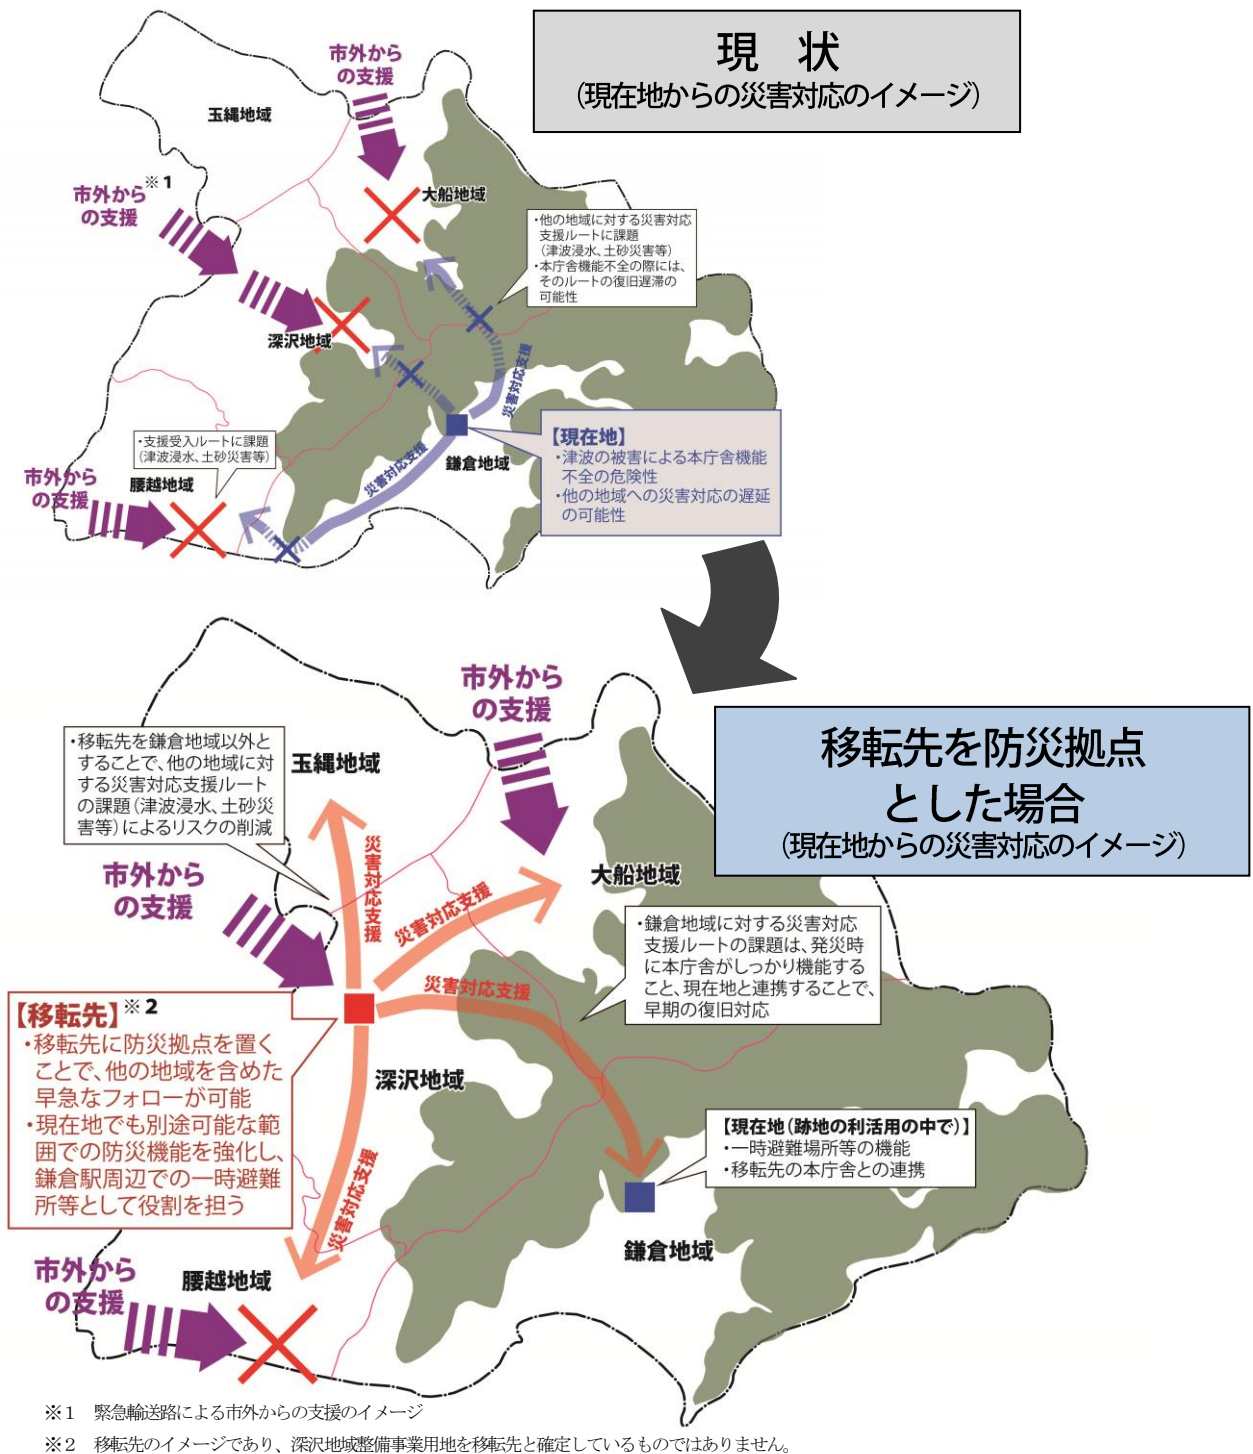 現　状
（現在地からの災害対応のイメージ）
市外から
の支援
玉縄地域
市外から※1
の支援
大船地域
・他の地域に対する災害対応
支援ルートに課題
（津波浸水、土砂災害等）
・本庁舎機能不全の際には、
そのルートの復旧遅滞の
可能性
深沢地域
災害対応支援
災害対応支援
・支援受入ルートに課題
（津波浸水、土砂災害等）
【現在地】
・津波の被害による本庁舎機能
不全の危険性
・他の地域への災害対応の遅延
の可能性
鎌倉地域
市外から
の支援
腰越地域
移転先を防災拠点
とした場合
（現在地からの災害対応のイメージ）
市外から
の支援
・移転先を鎌倉地域以外と
することで、他の地域に対
する災害対応支援ルート
の課題（津波浸水、土砂災
害等）によるリスクの削減
玉縄地域
市外から
の支援
災害対応支援
災害対応支援
大船地域
・鎌倉地域に対する災害対応
支援ルートの課題は、発災時
に本庁舎がしっかり機能する
こと、現在地と連携することで、
早期の復旧対応
災害対応支援
【移転先】※2
・移転先に防災拠点を置く
ことで、他の地域を含めた
早急なフォローが可能
・現在地でも別途可能な範
囲での防災機能を強化し、
鎌倉駅周辺での一時避難
所等として役割を担う
深沢地域
【現在地（跡地の利活用の中で）】
・一時避難場所等の機能
・移転先の本庁舎との連携
災害対応支援
鎌倉地域
市外から
の支援
腰越地域
※1　緊急輸送路による市外からの支援のイメージ
※2　移転先のイメージであり、深沢地域整備事業用地を移転先と確定しているものではありません。